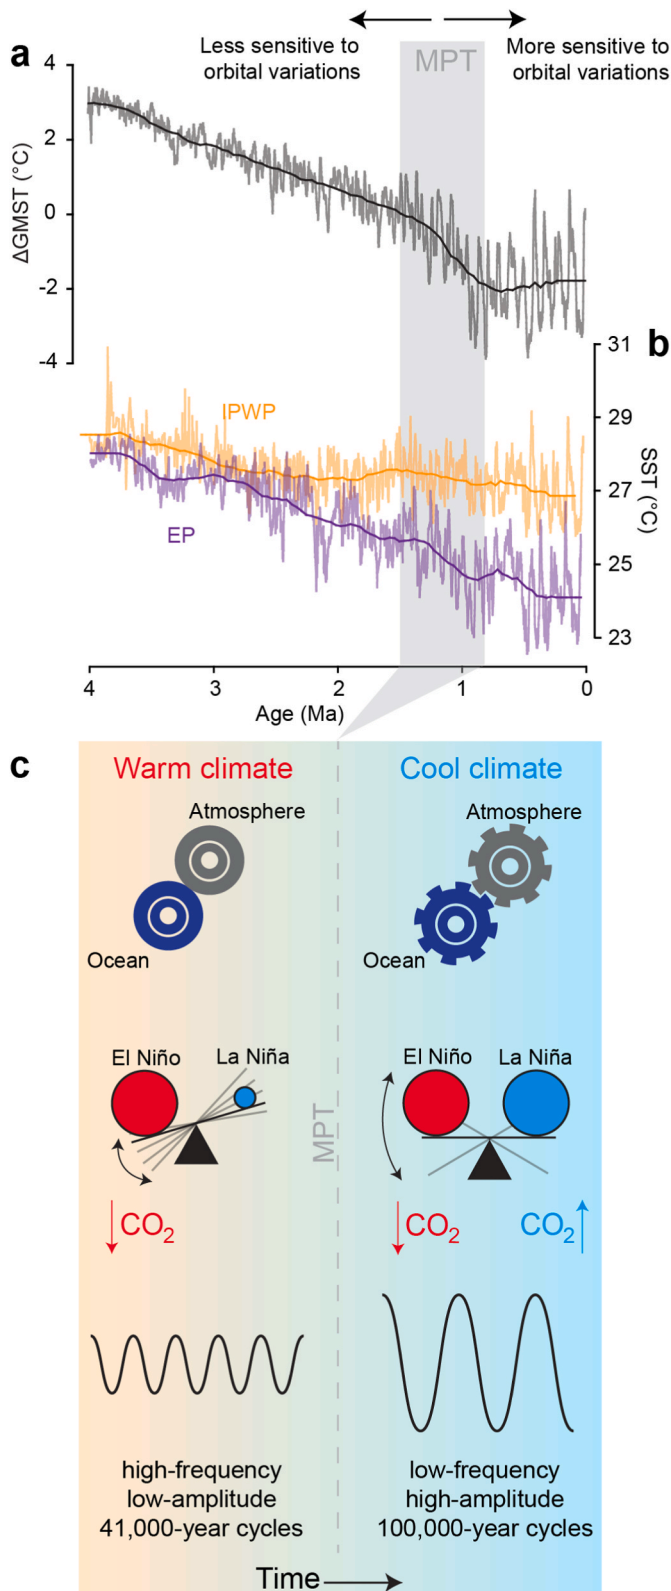 a
Less sensitive to
orbital variations
More sensitive to
orbital variations
MPT
ΔGMST (°C)
4
2
0
-2
-4
b
31
29
27
25
23
SST (°C)
IPWP
EP
4
3
2
1
0
Age (Ma)
c
Warm climate
Atmosphere
Ocean
El Niño
La Niña
CO₂
high-frequency
low-amplitude
41,000-year cycles
MPT
Cool climate
Atmosphere
Ocean
El Niño
La Niña
CO₂
CO₂
low-frequency
high-amplitude
100,000-year cycles
Time